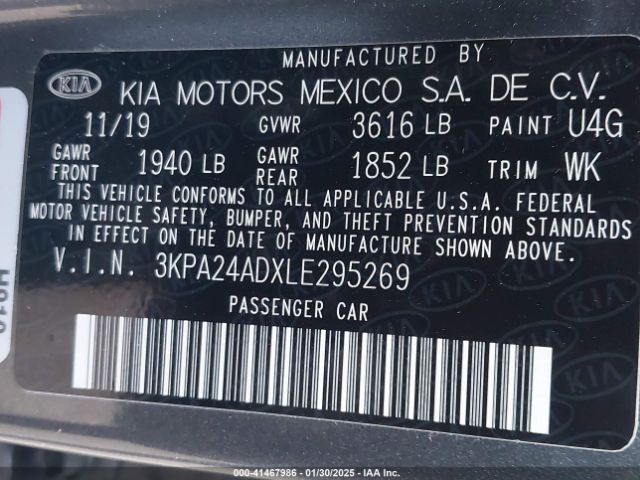 MANUFACTURED BY
KIA KIA MOTORS MEXICO S.A. DE C.V.
11/19 GVWR 3616 LB PAINT U4G
GAWR FRONT 1940 LB GAWR REAR 1852 LB TRIM WK
THIS VEHICLE CONFORMS TO ALL APPLICABLE U.S.A. FEDERAL
MOTOR VEHICLE SAFETY, BUMPER, AND THEFT PREVENTION STANDARDS
IN EFFECT ON THE DATE OF MANUFACTURE SHOWN ABOVE.
V.I.N. 3KPA24ADXLE295269
PASSENGER CAR
000-41467986 - 01/30/2025 - IAA Inc.